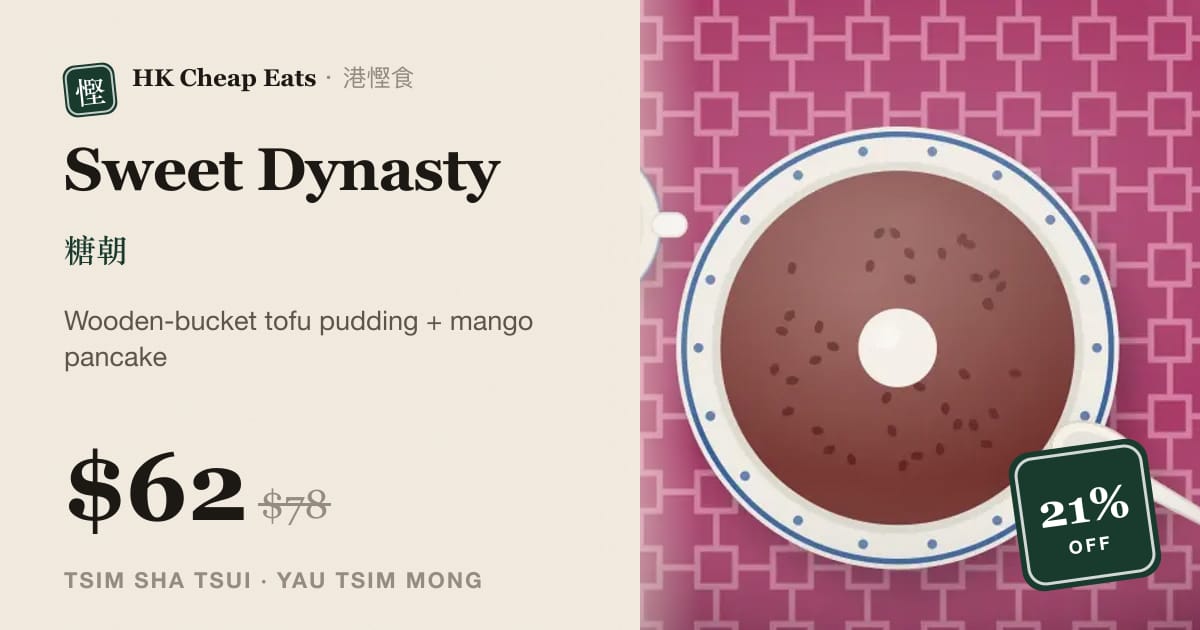 慳 HK Cheap Eats · 港慳食
Sweet Dynasty
糖朝
Wooden-bucket tofu pudding + mango
pancake
$62 $78
TSIM SHA TSUI · YAU TSIM MONG
21%
OFF